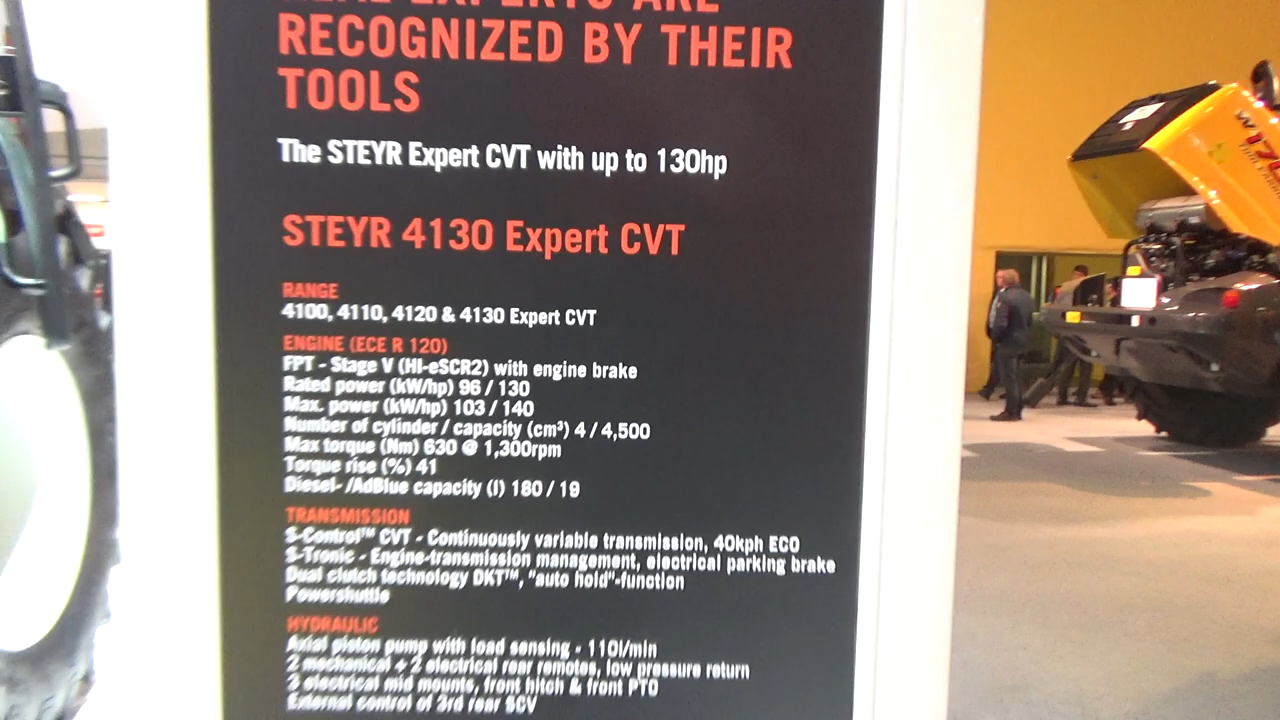 REAL EXPERTS ARE
RECOGNIZED BY THEIR
TOOLS
The STEYR Expert CVT with up to 130hp
STEYR 4130 Expert CVT
RANGE
4100, 4110, 4120 & 4130 Expert CVT
ENGINE (ECE R 120)
FPT - Stage V (HI-eSCR2) with engine brake
Rated power (kW/hp) 96 / 130
Max. power (kW/hp) 103 / 140
Number of cylinder / capacity (cm³) 4 / 4,500
Max torque (Nm) 630 @ 1,300rpm
Torque rise (%) 41
Diesel- /AdBlue capacity (l) 180 / 19
TRANSMISSION
S-Control™ CVT - Continuously variable transmission, 40kph ECO
S-Tronic - Engine-transmission management, electrical parking brake
Dual clutch technology DKT™, "auto hold"-function
Powershuttle
HYDRAULIC
Axial piston pump with load sensing - 110l/min
2 mechanical + 2 electrical rear remotes, low pressure return
3 electrical mid mounts, front hitch & front PTO
External control of 3rd rear SCV